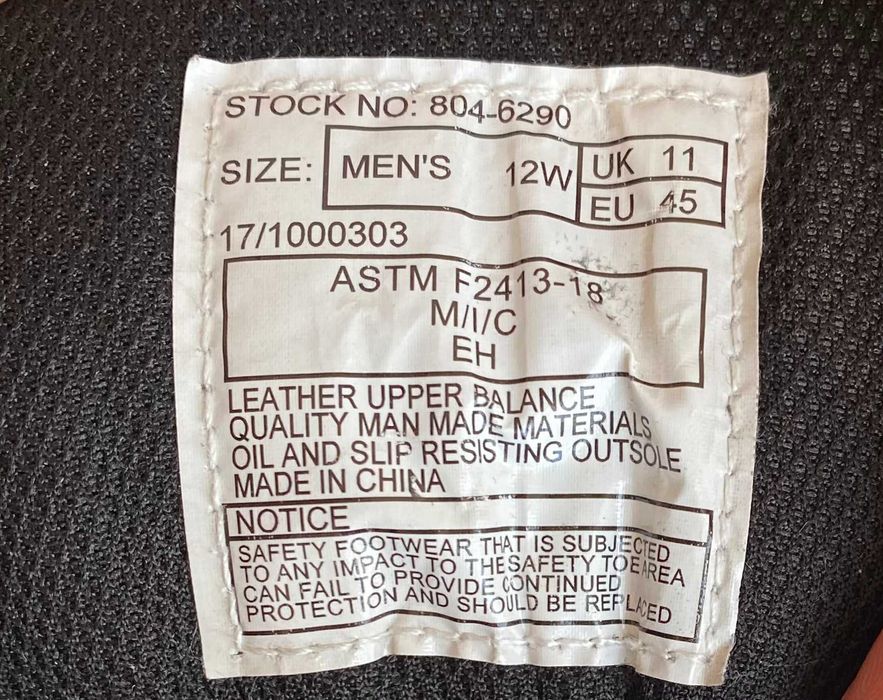 STOCK NO: 804-6290
SIZE: MEN'S 12W UK 11
EU 45
17/1000303
ASTM F2413-18
M/I/C
EH
LEATHER UPPER BALANCE
QUALITY MAN MADE MATERIALS
OIL AND SLIP RESISTING OUTSOLE
MADE IN CHINA
NOTICE
SAFETY FOOTWEAR THAT IS SUBJECTED
TO ANY IMPACT TO THE SAFETY TOE AREA
CAN FAIL TO PROVIDE CONTINUED
PROTECTION AND SHOULD BE REPLACED